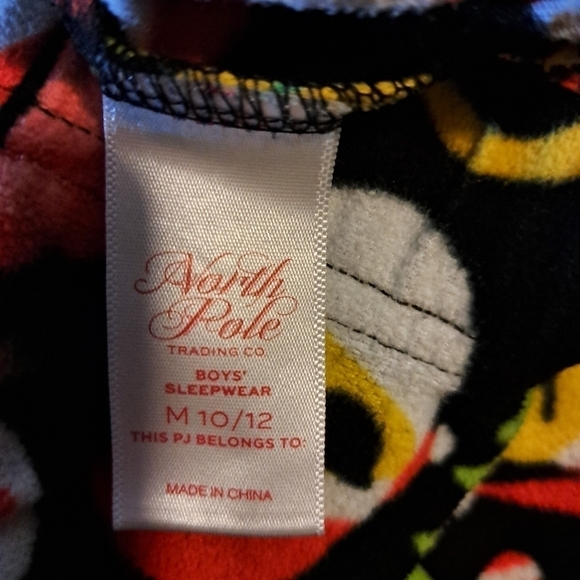 North
Pole
TRADING CO.
BOYS'
SLEEPWEAR
M 10/12
THIS PJ BELONGS TO:
MADE IN CHINA